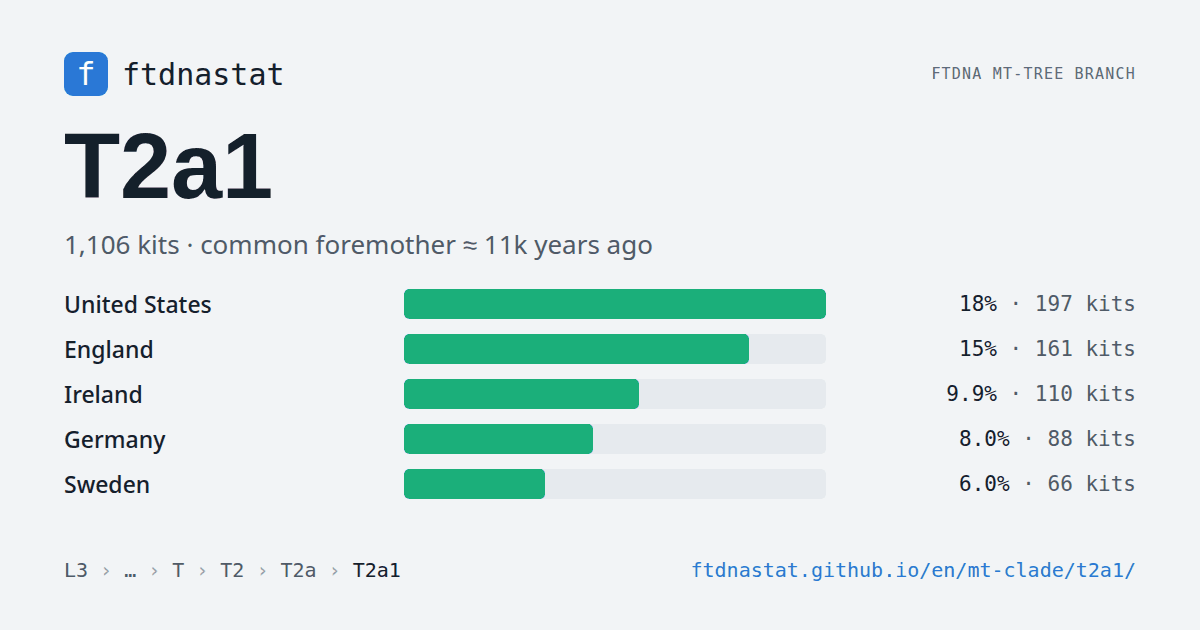 f ftdnastat
FTDNA MT-TREE BRANCH
T2a1
1,106 kits · common foremother ≈ 11k years ago
United States 18% · 197 kits
England 15% · 161 kits
Ireland 9.9% · 110 kits
Germany 8.0% · 88 kits
Sweden 6.0% · 66 kits
L3 › … › T › T2 › T2a › T2a1
ftdnastat.github.io/en/mt-clade/t2a1/